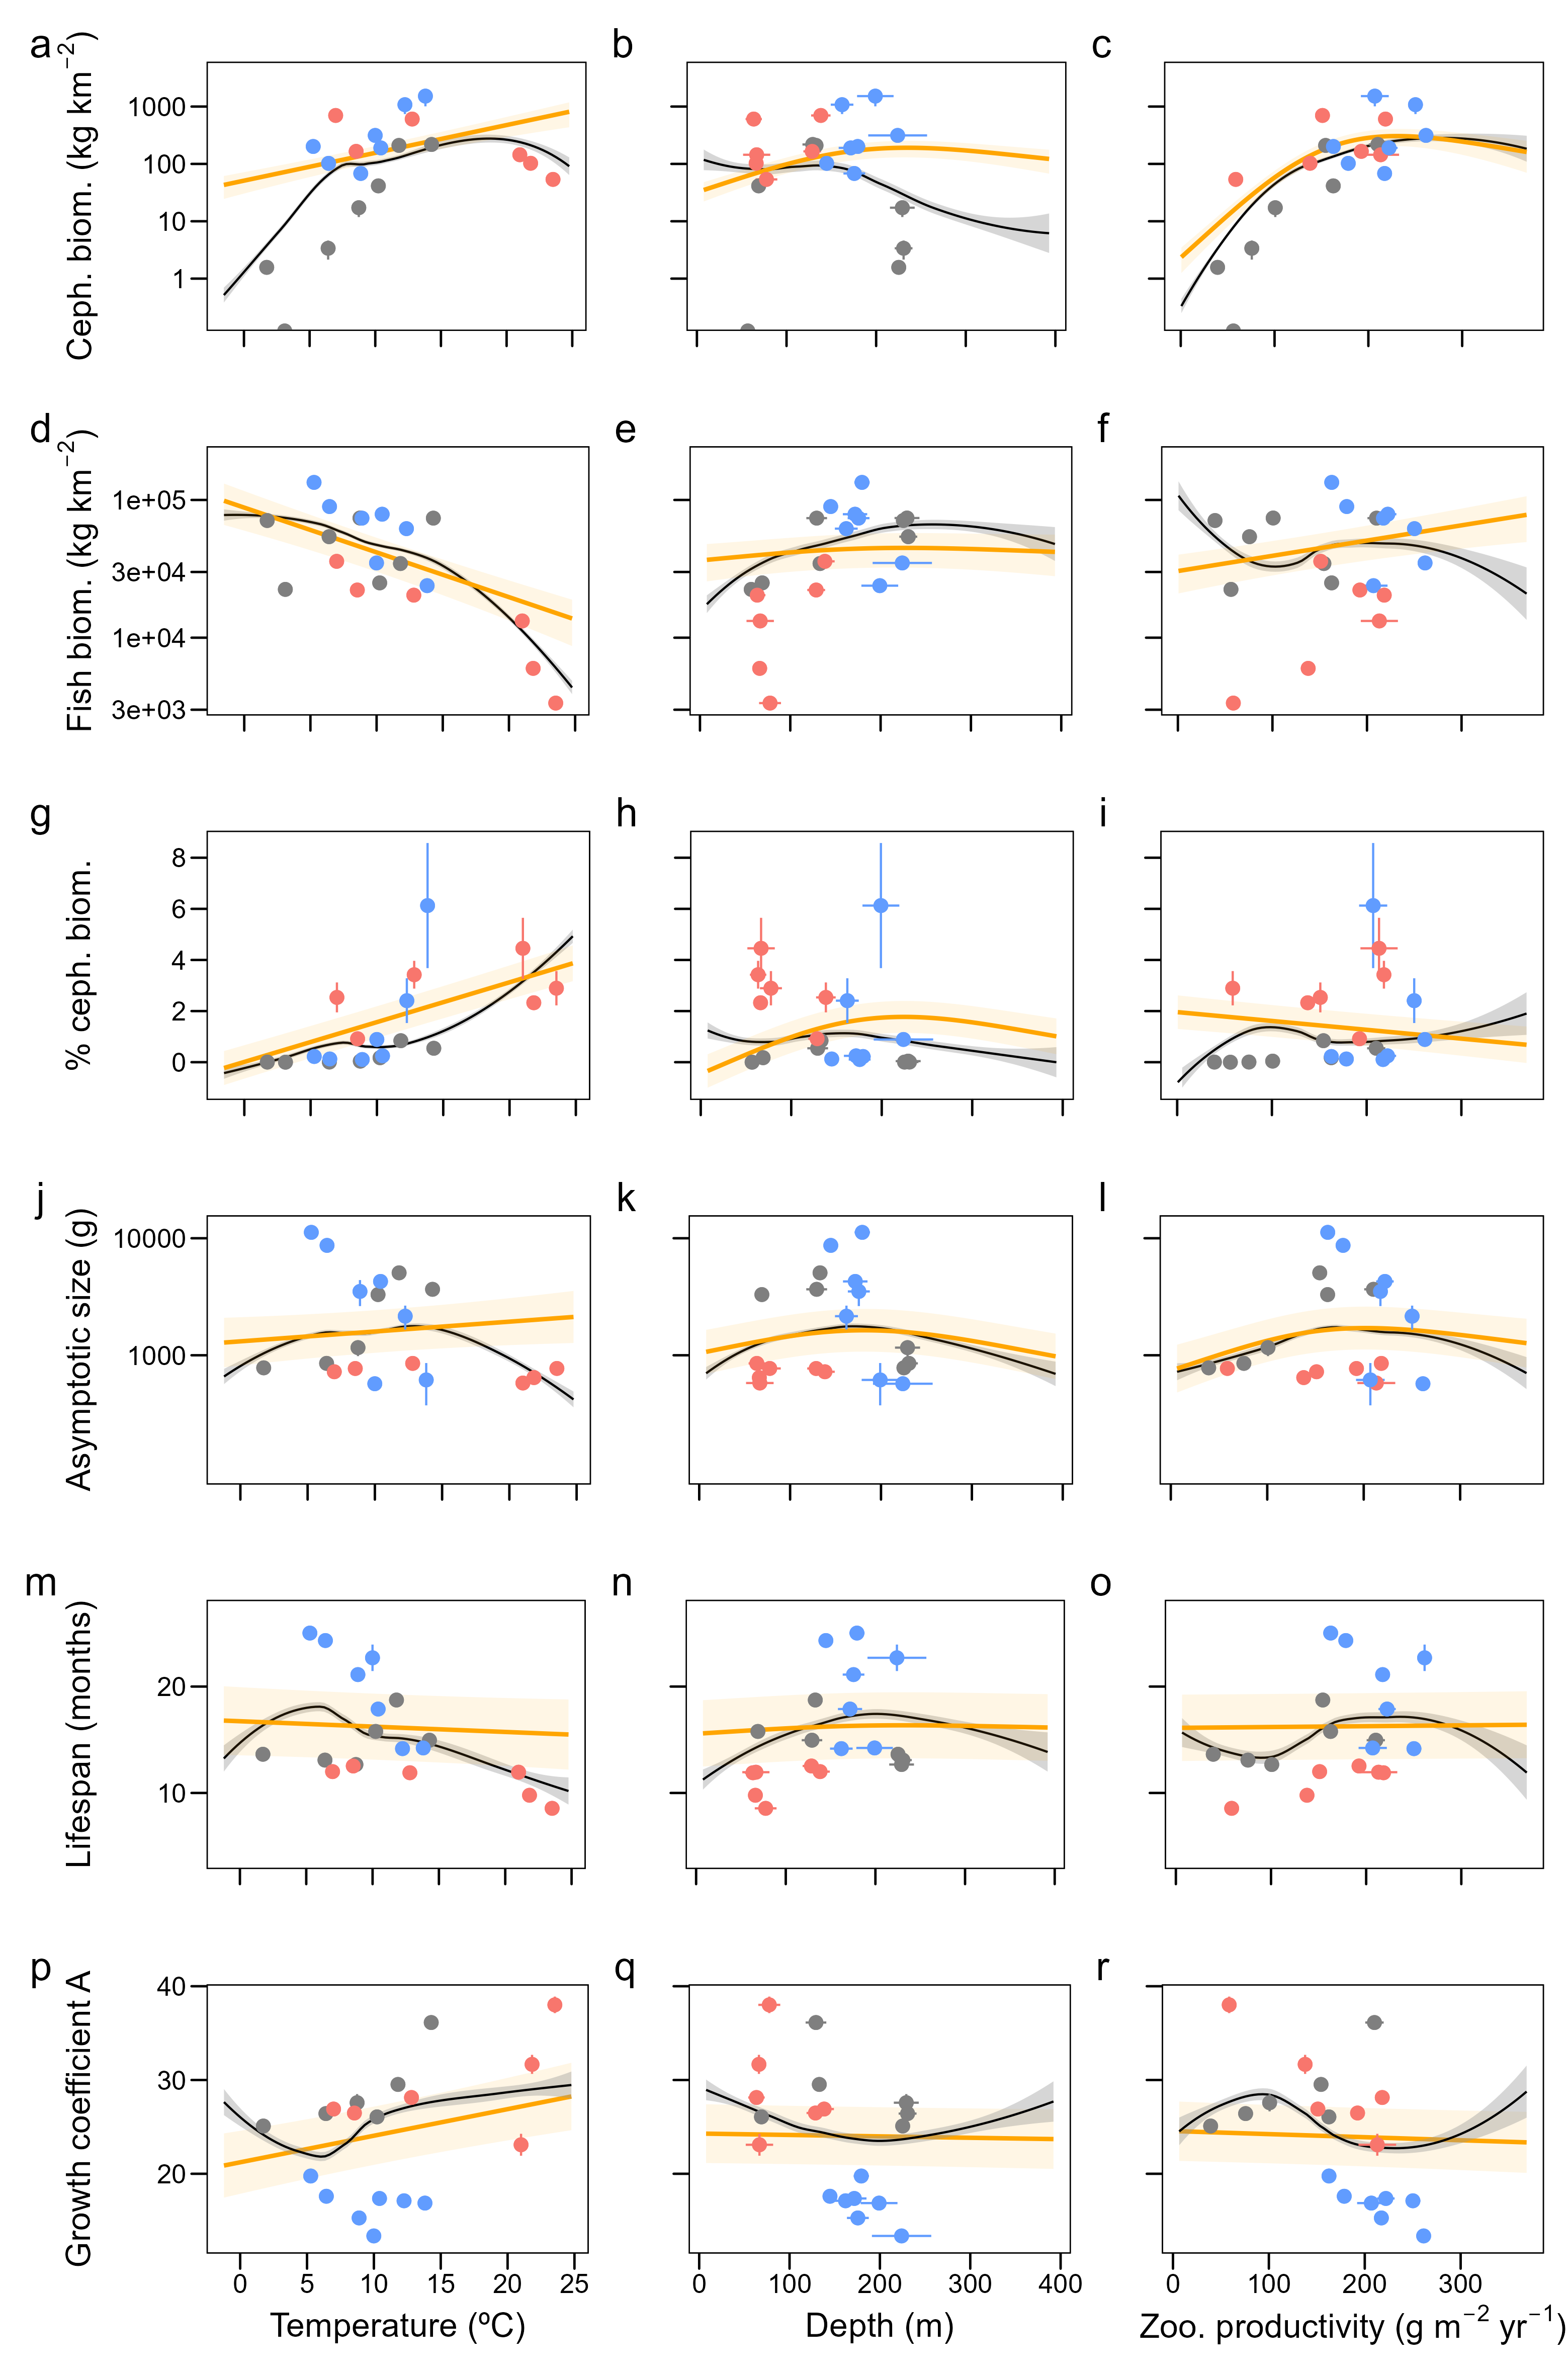 a b c
Ceph. biom. (kg km−2)
1000
100
10
1
d e f
Fish biom. (kg km−2)
1e+05
3e+04
1e+04
3e+03
g h i
% ceph. biom.
8
6
4
2
0
j k l
Asymptotic size (g)
10000
1000
m n o
Lifespan (months)
20
10
p q r
Growth coefficient A
40
30
20
0 5 10 15 20 25 0 100 200 300 400 0 100 200 300
Temperature (ºC) Depth (m) Zoo. productivity (g m−2 yr−1)